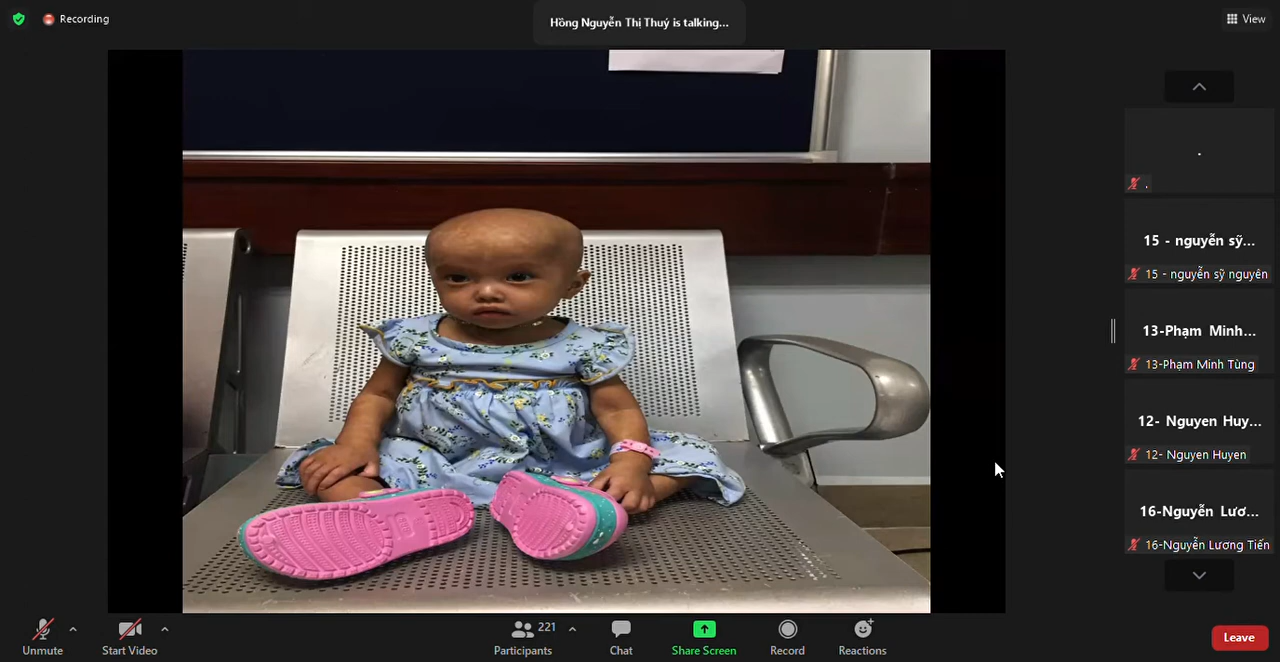 Recording
Hồng Nguyễn Thị Thuý is talking...
View
.
.
15 - nguyễn sỹ...
15 - nguyễn sỹ nguyên
13-Phạm Minh...
13-Phạm Minh Tùng
12- Nguyen Huy...
12- Nguyen Huyen
16-Nguyễn Lươ...
16-Nguyễn Lương Tiến
Unmute
Start Video
221
Participants
Chat
Share Screen
Record
Reactions
Leave